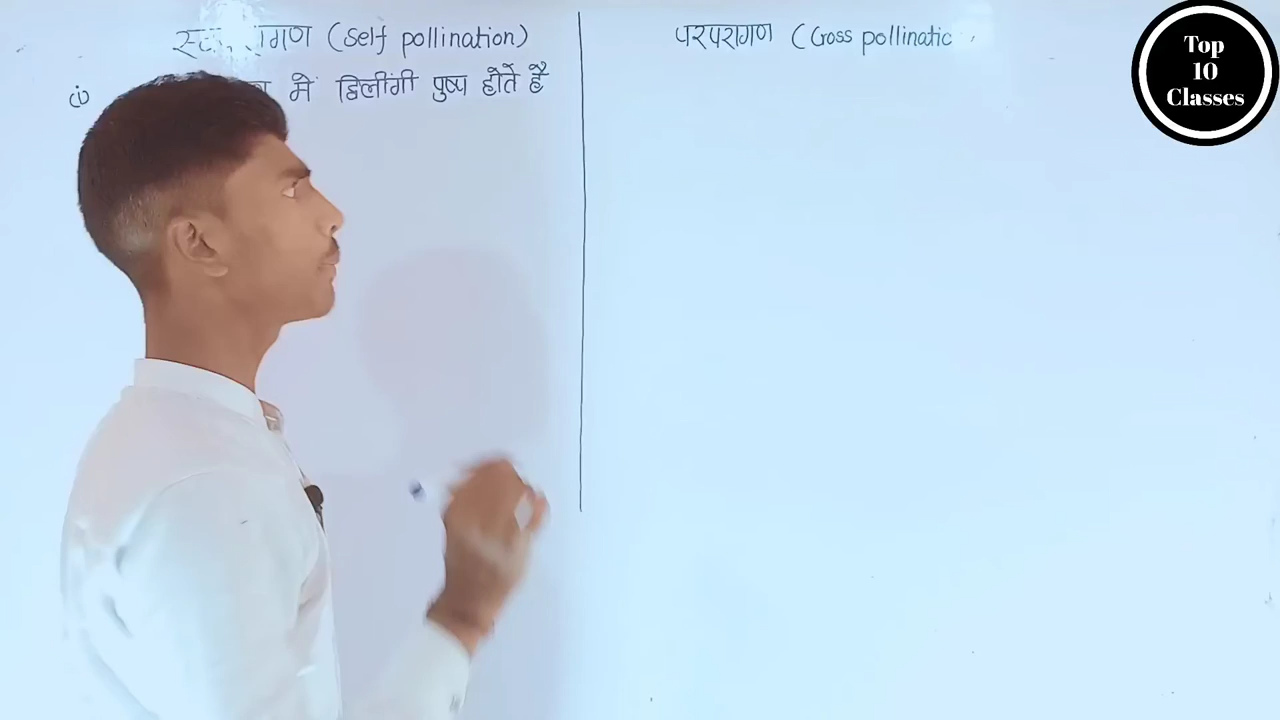 (Self pollination)
(i) में द्विलींगी पुष्प होते है
परपरागण (Cross pollinatio
Top
10
Classes